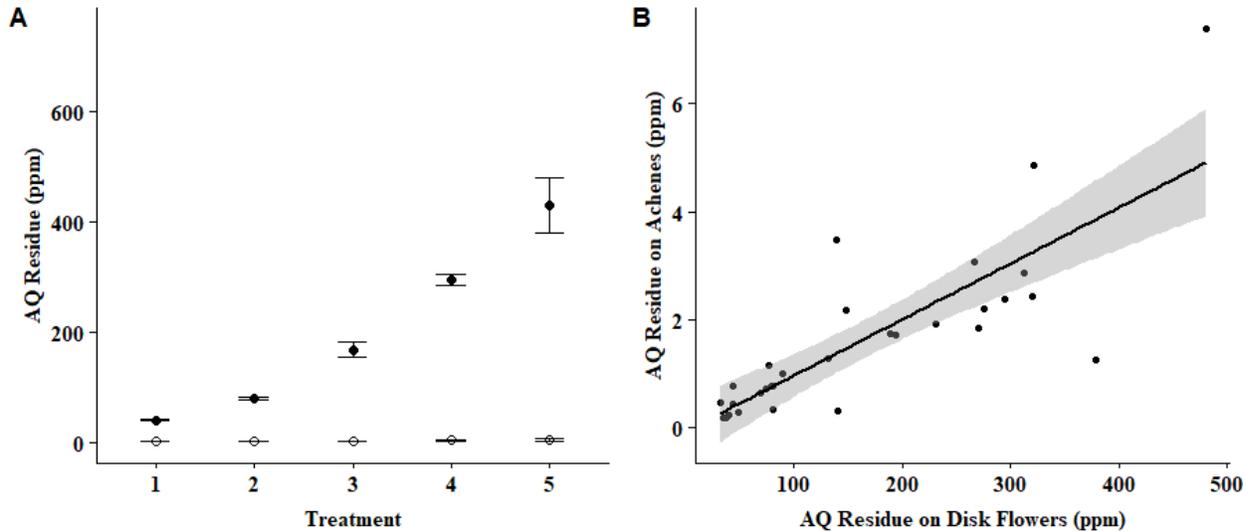 A
AQ Residue (ppm)
600
400
200
0
1 2 3 4 5
Treatment
B
AQ Residue on Achenes (ppm)
6
4
2
0
100 200 300 400 500
AQ Residue on Disk Flowers (ppm)